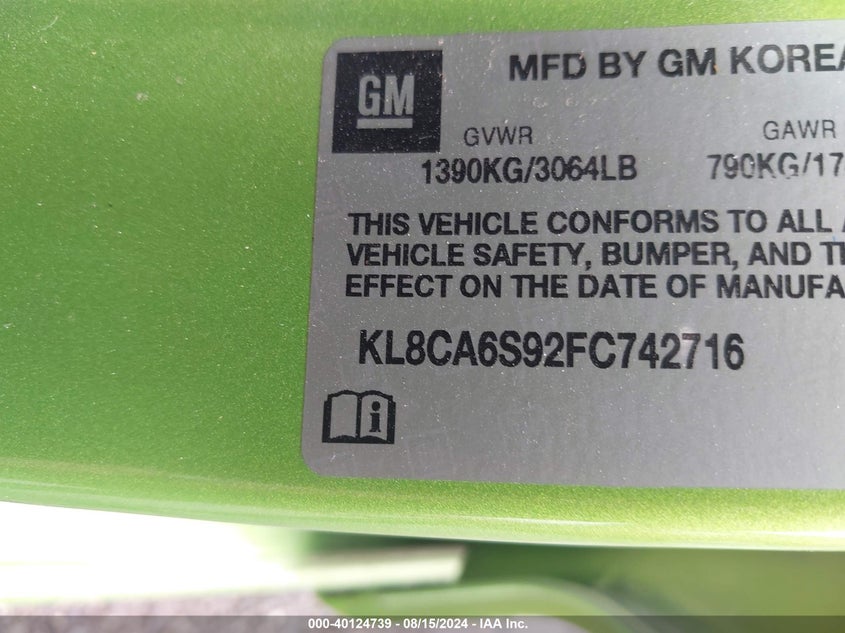 GM
MFD BY GM KOREA
GVWR GAWR
1390KG/3064LB 790KG/17
THIS VEHICLE CONFORMS TO ALL
VEHICLE SAFETY, BUMPER, AND
EFFECT ON THE DATE OF MANUFA
KL8CA6S92FC742716
i
000-40124739 - 08/15/2024 - IAA Inc.